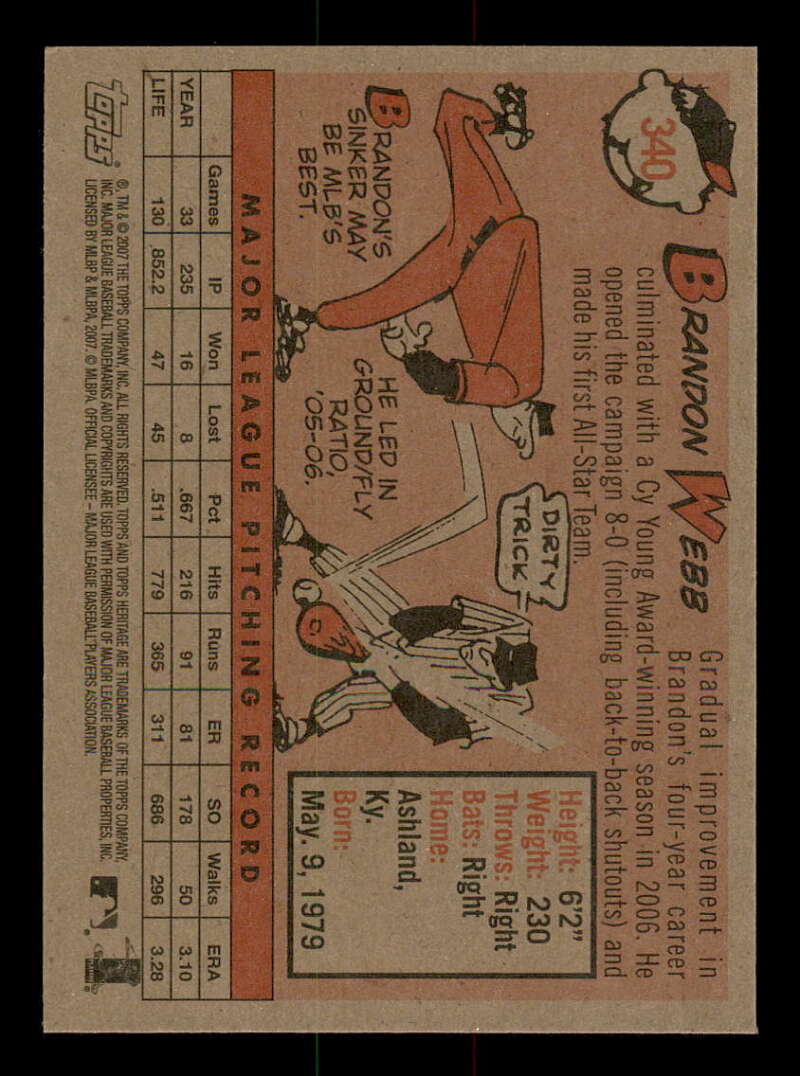 340
BRANDON WEBB
Gradual improvement in
Brandon's four-year career
culminated with a Cy Young Award-winning season in 2006. He
opened the campaign 8-0 (including back-to-back shutouts) and
made his first All-Star Team.
BRANDON'S
SINKER MAY
BE MLB'S
BEST.
HE LED IN
GROUND/FLY
RATIO,
'05-06.
DIRTY
TRICK
Height: 6'2"
Weight: 230
Throws: Right
Bats: Right
Home:
Ashland,
Ky.
Born:
May. 9, 1979
MAJOR LEAGUE PITCHING RECORD
Games IP Won Lost Pct Hits Runs ER SO Walks ERA
YEAR 33 235 16 8 .667 216 91 81 178 50 3.10
LIFE 130 852.2 47 45 .511 779 365 311 686 296 3.28
topps®
®, TM & © 2007 THE TOPPS COMPANY, INC. ALL RIGHTS RESERVED. TOPPS AND TOPPS HERITAGE ARE TRADEMARKS OF THE TOPPS COMPANY,
INC. MAJOR LEAGUE BASEBALL TRADEMARKS AND COPYRIGHTS ARE USED WITH PERMISSION OF MAJOR LEAGUE BASEBALL PROPERTIES, INC.
LICENSED BY MLBP & MLBPA, 2007. © MLBPA. OFFICIAL LICENSEE – MAJOR LEAGUE BASEBALL PLAYERS ASSOCIATION.